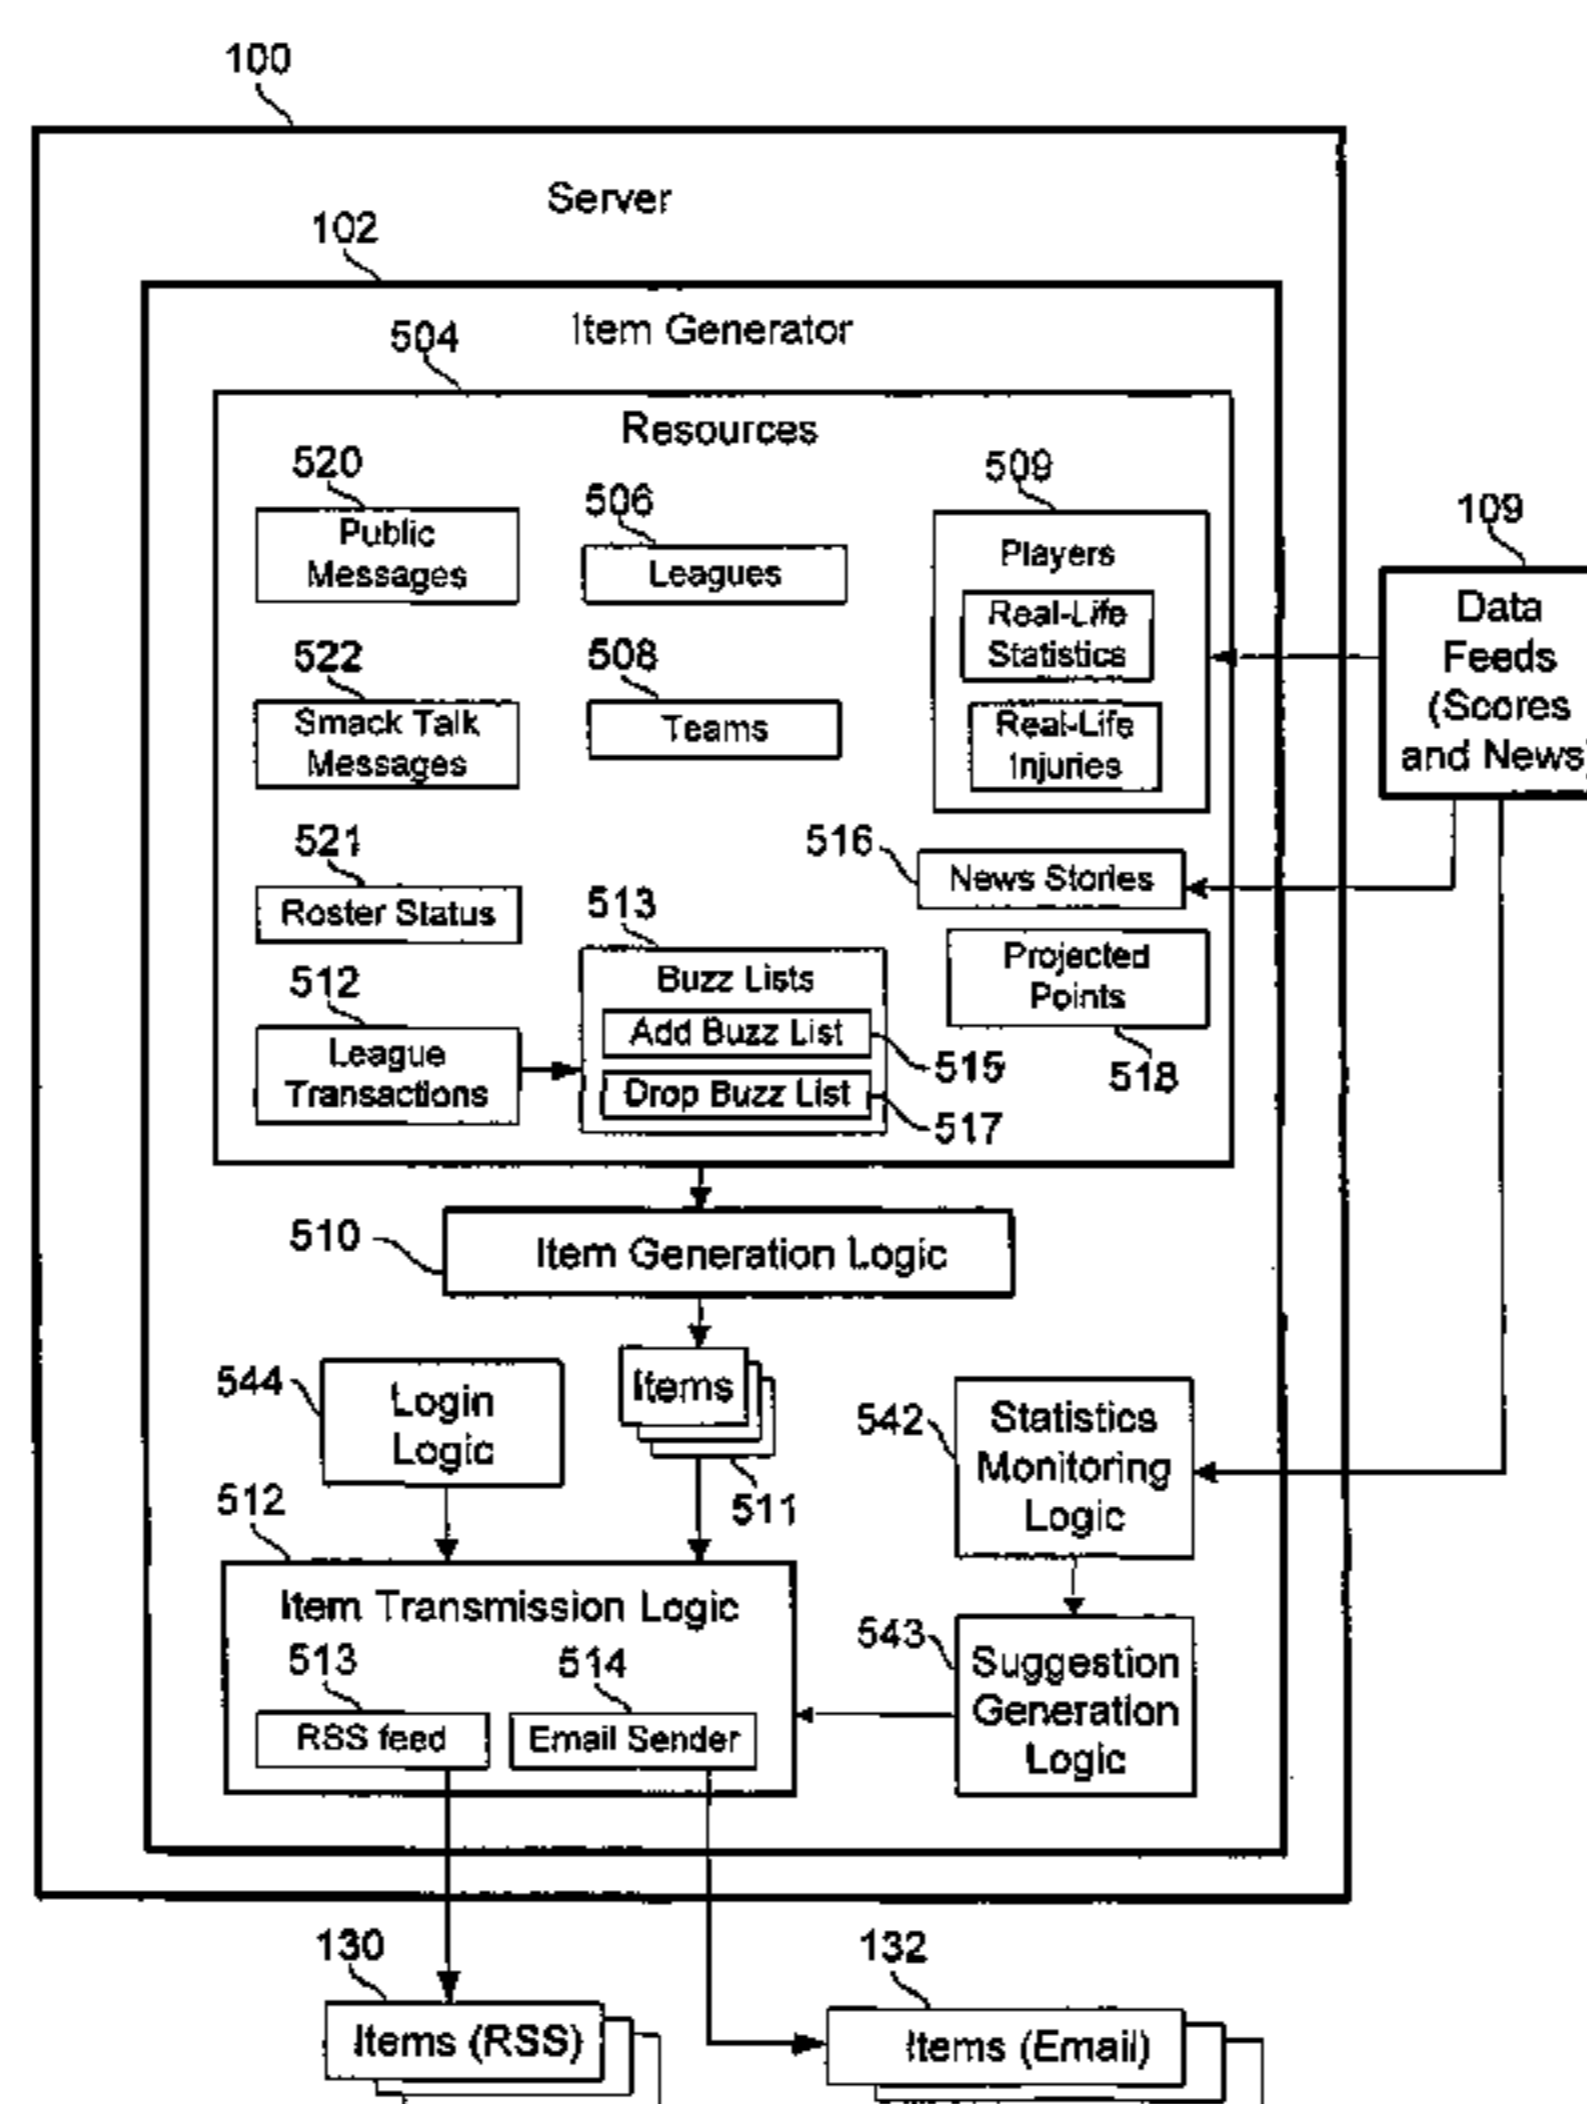 100
Server
102
Item Generator
504
Resources
520
Public
Messages
506
Leagues
509
Players
Real-Life
Statistics
Real-Life
Injuries
109
Data
Feeds
(Scores
and News)
522
Smack Talk
Messages
508
Teams
516
News Stories
521
Roster Status
513
Buzz Lists
Add Buzz List
515
Drop Buzz List
517
Projected
Points
518
512
League
Transactions
510
Item Generation Logic
544
Login
Logic
Items
511
542
Statistics
Monitoring
Logic
512
Item Transmission Logic
513
RSS feed
514
Email Sender
543
Suggestion
Generation
Logic
130
Items (RSS)
132
Items (Email)